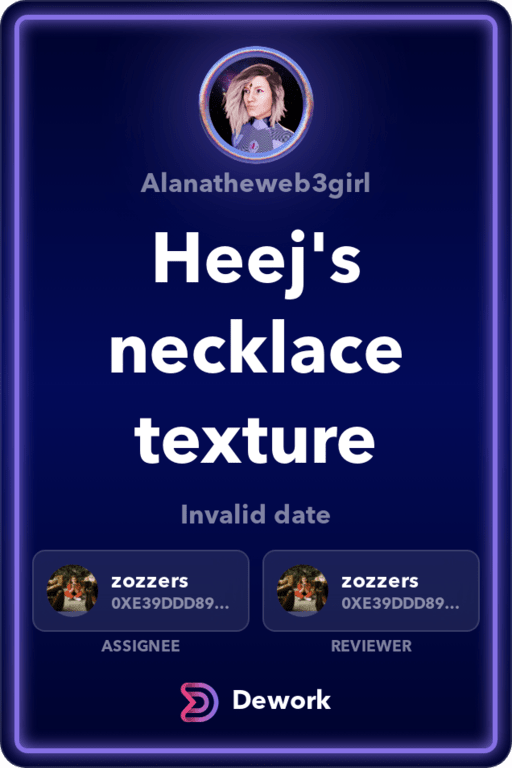 Alanatheweb3girl
Heej's
necklace
texture
Invalid date
zozzers
0XE39DDD89...
zozzers
0XE39DDD89...
ASSIGNEE
REVIEWER
Dework